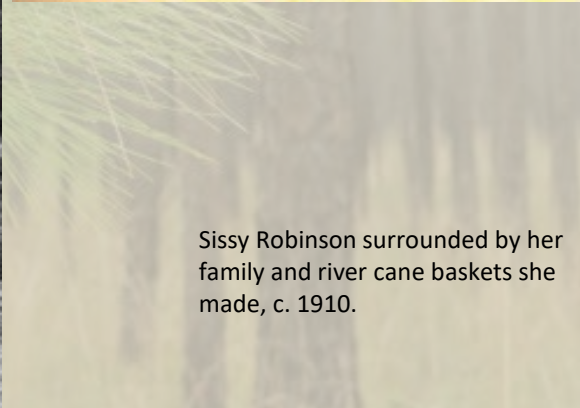 Sissy Robinson surrounded by her
family and river cane baskets she
made, c. 1910.